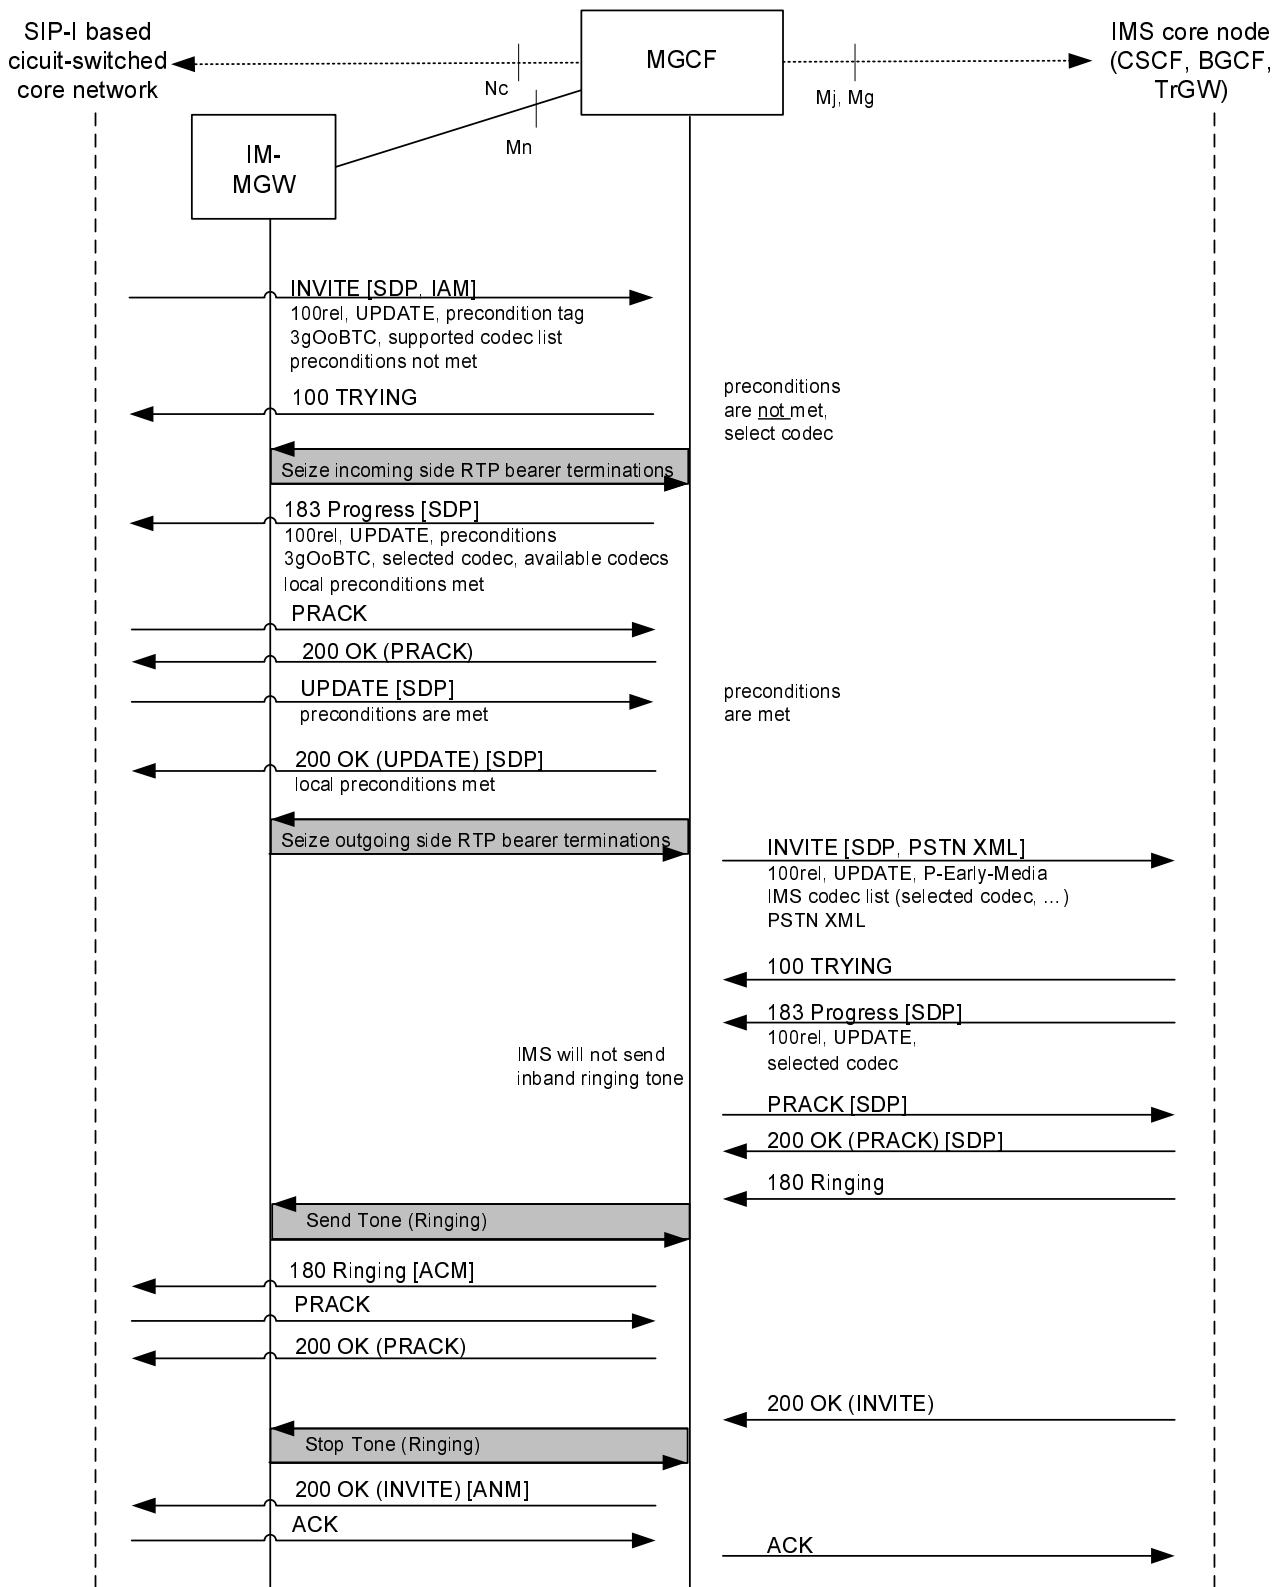 SIP-I based
cicuit-switched
core network
MGCF
IMS core node
(CSCF, BGCF,
TrGW)
Nc
Mj, Mg
Mn
IM-
MGW
INVITE [SDP, IAM]
100rel, UPDATE, precondition tag
3gOoBTC, supported codec list
preconditions not met
100 TRYING
preconditions
are not met,
select codec
Seize incoming side RTP bearer terminations
183 Progress [SDP]
100rel, UPDATE, preconditions
3gOoBTC, selected codec, available codecs
local preconditions met
PRACK
200 OK (PRACK)
UPDATE [SDP]
preconditions are met
preconditions
are met
200 OK (UPDATE) [SDP]
local preconditions met
Seize outgoing side RTP bearer terminations
INVITE [SDP, PSTN XML]
100rel, UPDATE, P-Early-Media
IMS codec list (selected codec, ...)
PSTN XML
100 TRYING
183 Progress [SDP]
100rel, UPDATE,
selected codec
IMS will not send
inband ringing tone
PRACK [SDP]
200 OK (PRACK) [SDP]
180 Ringing
Send Tone (Ringing)
180 Ringing [ACM]
PRACK
200 OK (PRACK)
200 OK (INVITE)
Stop Tone (Ringing)
200 OK (INVITE) [ANM]
ACK
ACK